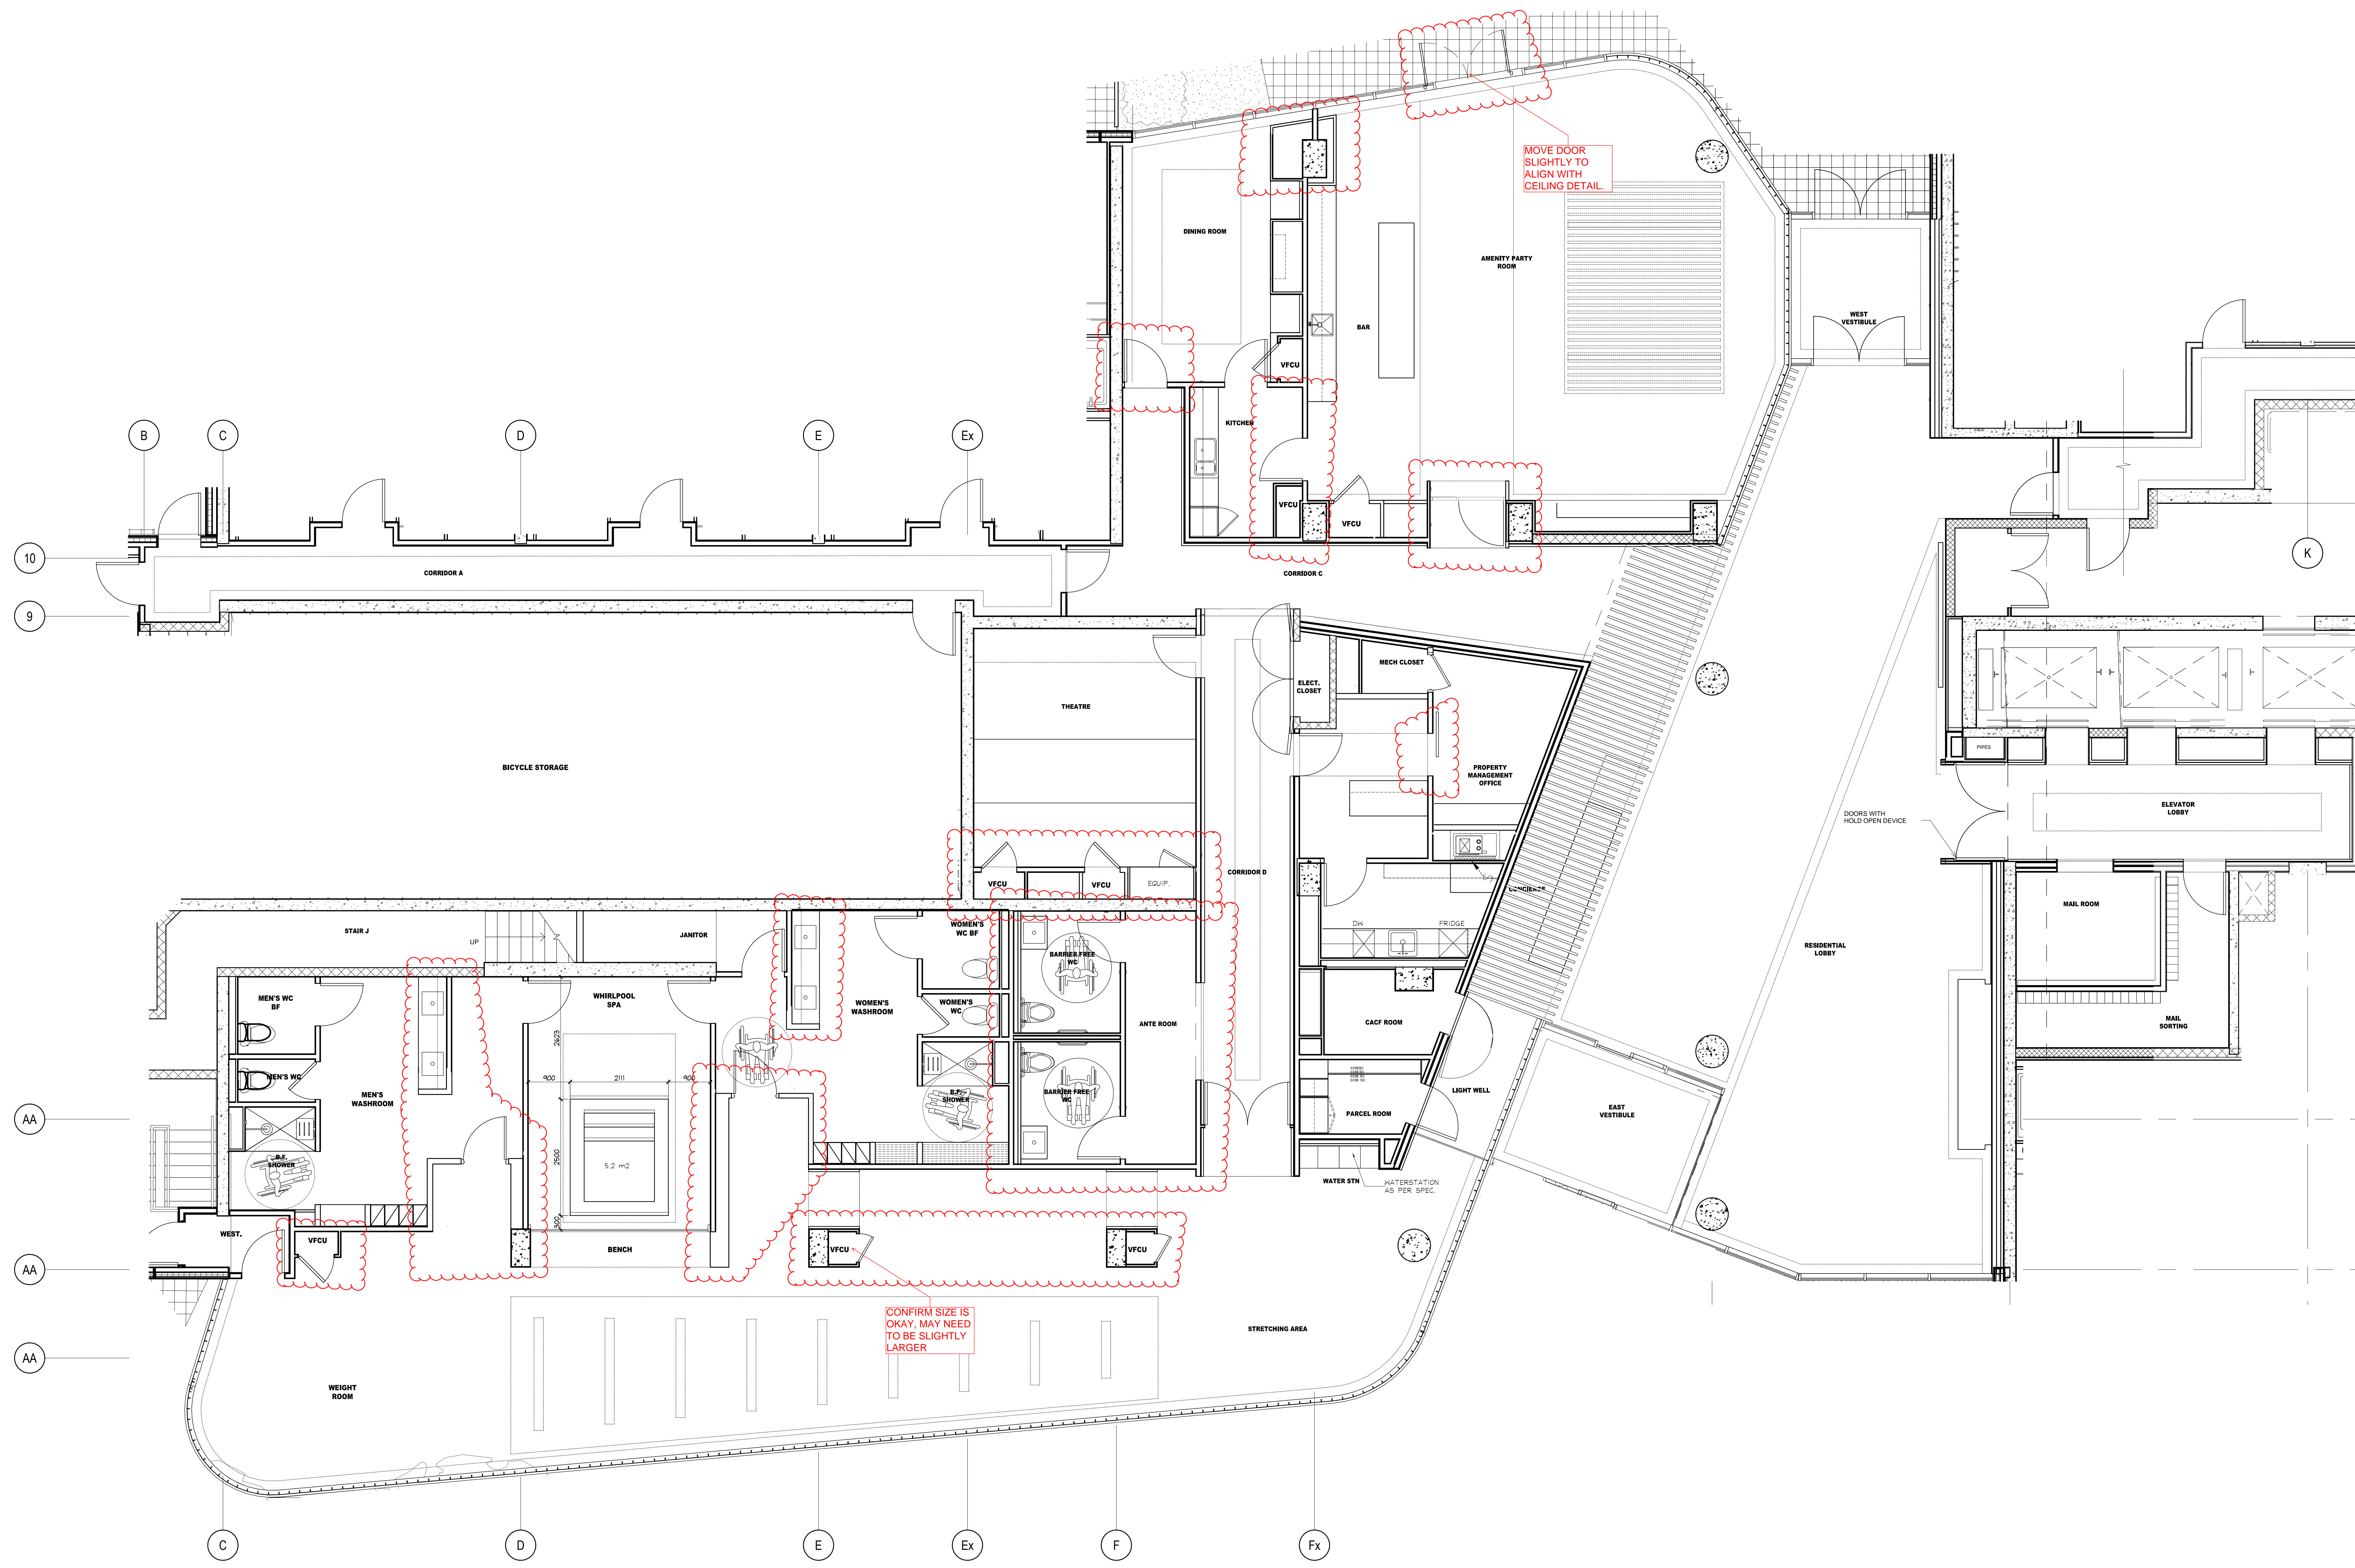 MOVE DOOR
SLIGHTLY TO
ALIGN WITH
CEILING DETAIL.
DINING ROOM
AMENITY PARTY
ROOM
BAR
WEST
VESTIBULE
VFCU
KITCHEN
B
C
D
E
Ex
VFCU
VFCU
10
K
CORRIDOR A
CORRIDOR C
9
MECH CLOSET
ELECT.
CLOSET
THEATRE
PIPES
BICYCLE STORAGE
PROPERTY
MANAGEMENT
OFFICE
ELEVATOR
LOBBY
DOORS WITH
HOLD OPEN DEVICE
CORRIDOR D
VFCU
VFCU
EQUIP.
CONCIERGE
MAIL ROOM
STAIR J
UP
JANITOR
WOMEN'S
WC BF
DW
FRIDGE
RESIDENTIAL
LOBBY
BARRIER FREE
WC
MEN'S WC
BF
WHIRLPOOL
SPA
WOMEN'S
WASHROOM
WOMEN'S
WC
ANTE ROOM
CACF ROOM
MAIL
SORTING
2623
MEN'S WC
900
2111
900
MEN'S
WASHROOM
B.F.
SHOWER
BARRIER FREE
WC
LIGHT WELL
PARCEL ROOM
EAST
VESTIBULE
AA
2500
5.2 m2
B.F.
SHOWER
WATER STN
WATERSTATION
AS PER SPEC.
300
WEST.
VFCU
BENCH
VFCU
VFCU
AA
CONFIRM SIZE IS
OKAY, MAY NEED
TO BE SLIGHTLY
LARGER
STRETCHING AREA
AA
WEIGHT
ROOM
C
D
E
Ex
F
Fx